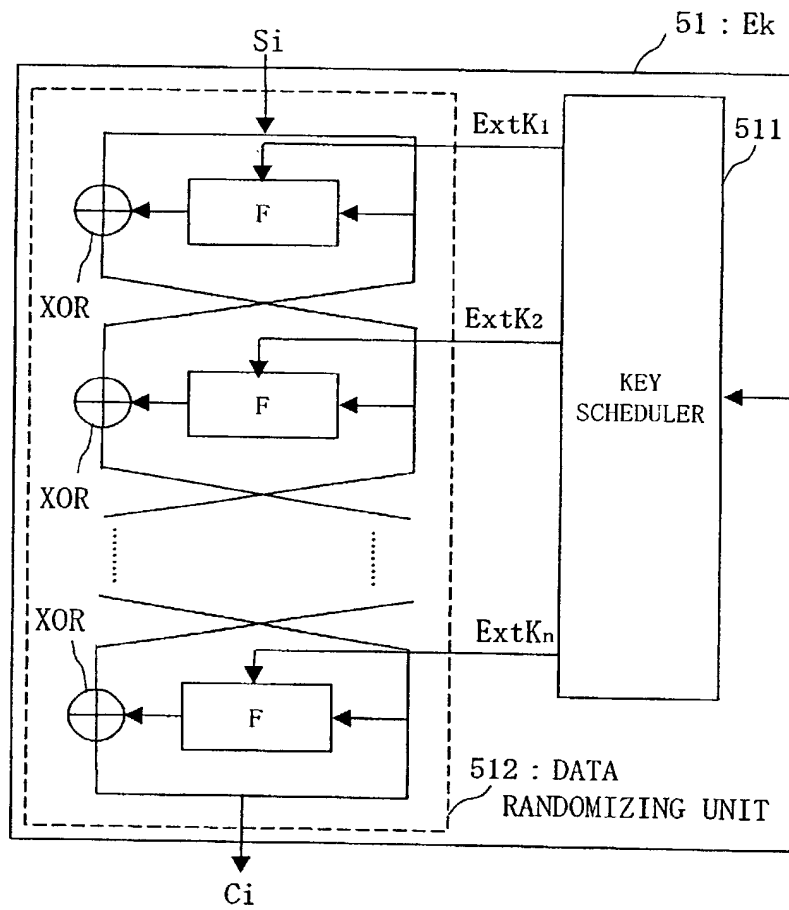 51 : Ek
Si
ExtK1
511
F
XOR
ExtK2
F
KEY
SCHEDULER
XOR
XOR
ExtKn
F
512 : DATA
RANDOMIZING UNIT
Ci